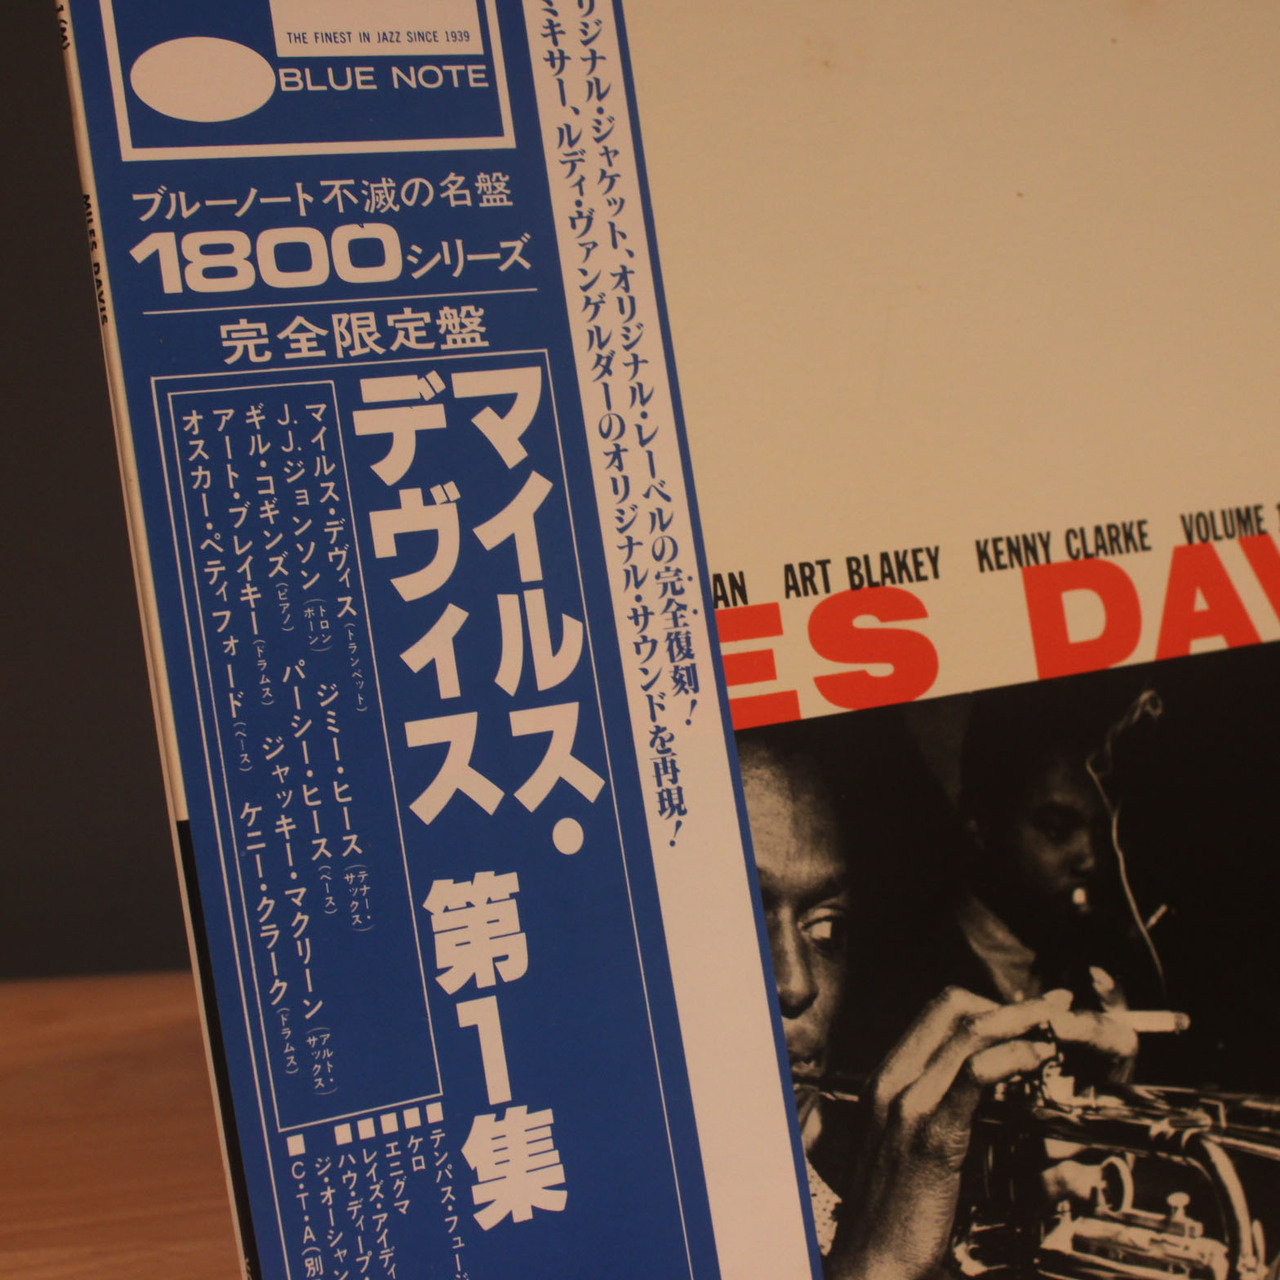 THE FINEST IN JAZZ SINCE 1939
BLUE NOTE
ブルーノート不滅の名盤
1800シリーズ
完全限定盤
マイルス・
デヴィス 第1集
マイルス・デヴィス(トランペット) ジミー・ヒース(テナー・サックス)
J.J.ジョンソン(トロンボーン) パーシー・ヒース(ベース)
ギル・コギンズ(ピアノ) ジャッキー・マクリーン(アルト・サックス)
アート・ブレイキー(ドラムス) ケニー・クラーク(ドラムス)
オスカー・ペティフォード(ベース)
テンパス・フュージ
ケロ
エニグマ
レイズ・アイディ
ハウ・ディープ・
ジ・オーシャン
C・T・A(別
リジナル・ジャケット、オリジナル・レーベルの完全復刻!
ミキサー、ルディ・ヴァンゲルダーのオリジナル・サウンドを再現!
MILES DAVIS
AN ART BLAKEY KENNY CLARKE VOLUME 1
ES DAV